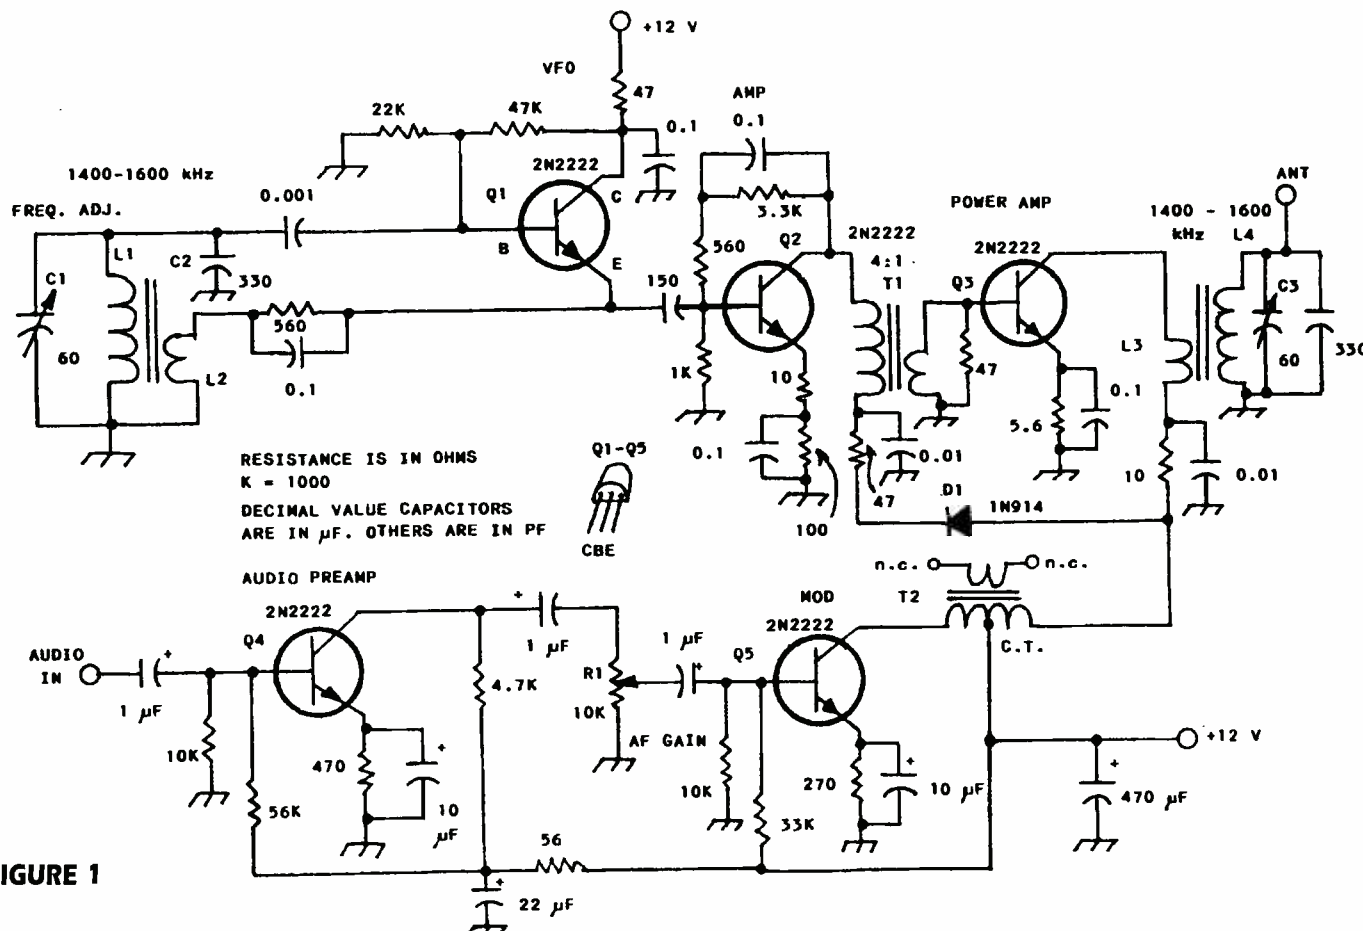 +12 V
VFO
47
AMP
22K
47K
0.1
0.1
1400-1600 kHz
2N2222
ANT
FREQ. ADJ.
0.001
Q1
C
3.3K
POWER AMP
1400 - 1600
kHz
L4
L1
C2
B
E
560
Q2
2N2222
2N2222
C1
330
150
4:1
T1
Q3
C3
560
60
L2
0.1
1K
10
47
L3
60
330
0.1
5.6
RESISTANCE IS IN OHMS
K = 1000
Q1-Q5
0.1
0.01
10
0.01
DECIMAL VALUE CAPACITORS
ARE IN µF. OTHERS ARE IN PF
47
D1
1N914
100
CBE
AUDIO PREAMP
n.c.
n.c.
2N2222
+
MOD
T2
Q4
1 µF
2N2222
1 µF
Q5
C.T.
AUDIO
IN
+
R1
+
4.7K
1 µF
10K
AF GAIN
+12 V
10K
470
+
10
µF
10K
270
+
10 µF
+
470 µF
56K
33K
56
IGURE 1
+
22 µF